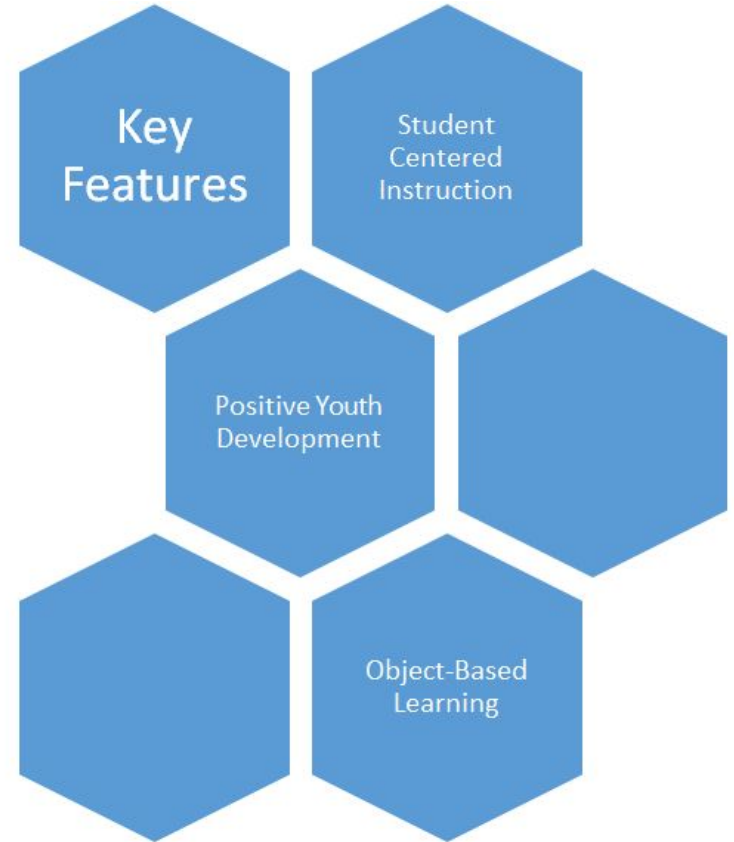 Key
Features
Student
Centered
Instruction
Positive Youth
Development
Object-Based
Learning